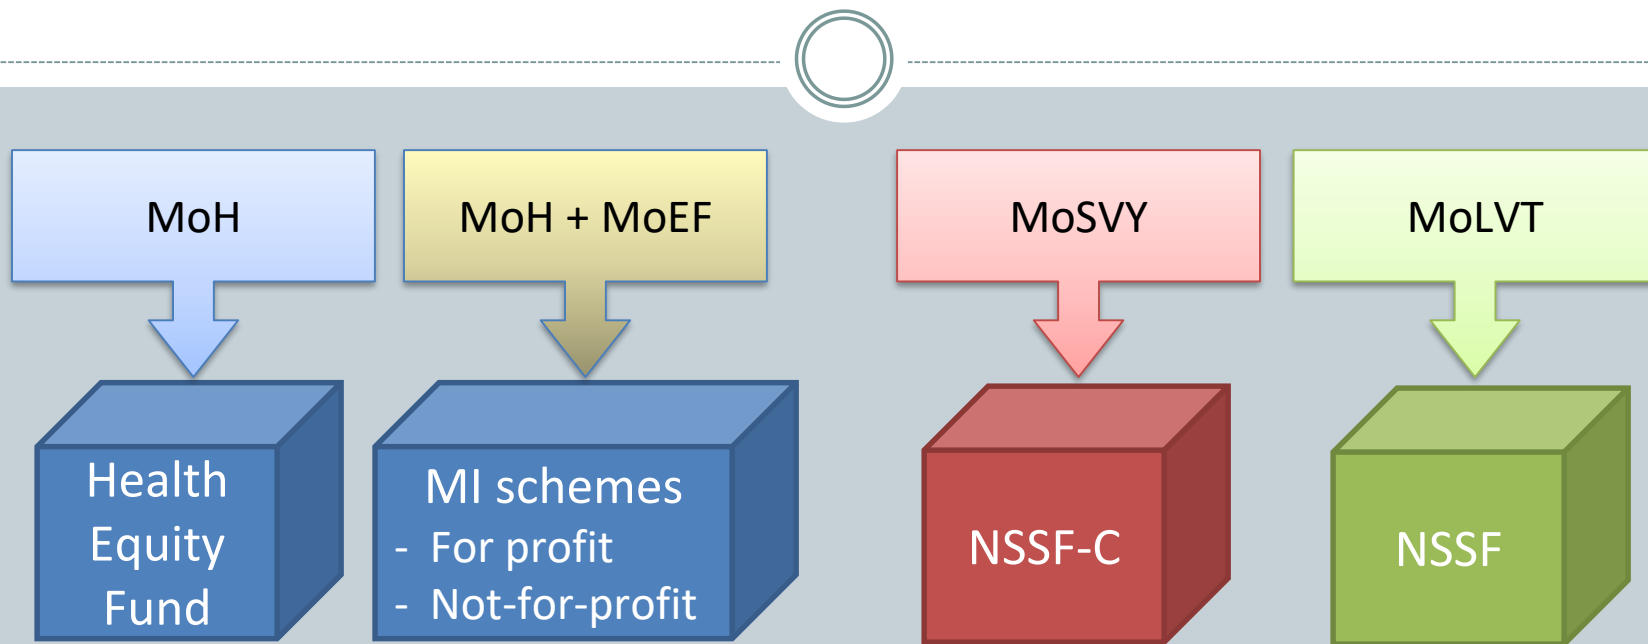 MoH
MoH + MoEF
MoSVY
MoLVT
Health
Equity
Fund
MI schemes
- For profit
- Not-for-profit
NSSF-C
NSSF